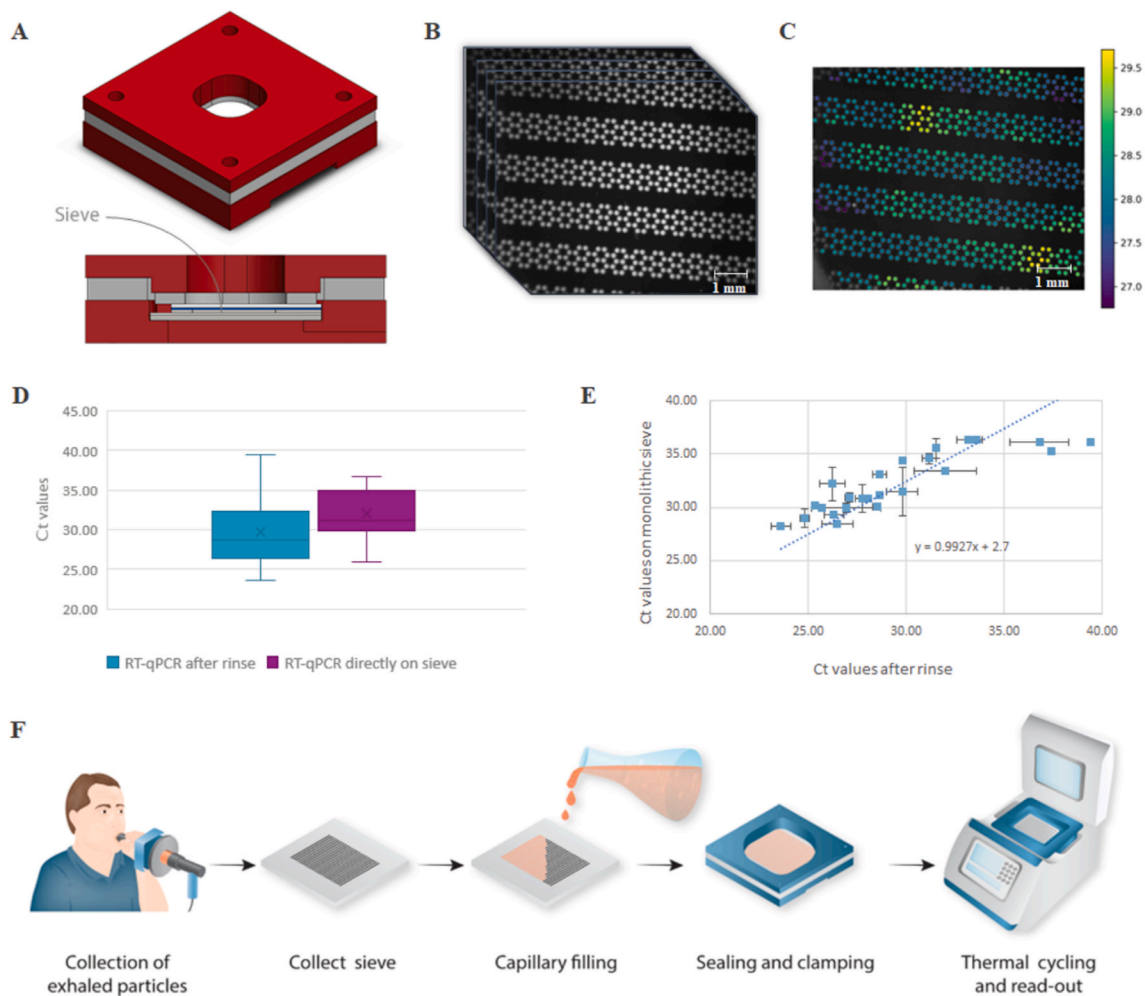 A
B
C
Sieve
1 mm
1 mm
29.5
29.0
28.5
28.0
27.5
27.0
D
E
45.00
40.00
35.00
30.00
25.00
20.00
Ct values
RT-qPCR after rinse
RT-qPCR directly on sieve
40.00
35.00
30.00
25.00
20.00
Ct values on monolithic sieve
y = 0.9927x + 2.7
20.00 25.00 30.00 35.00 40.00
Ct values after rinse
F
Collection of
exhaled particles
Collect sieve
Capillary filling
Sealing and clamping
Thermal cycling
and read-out